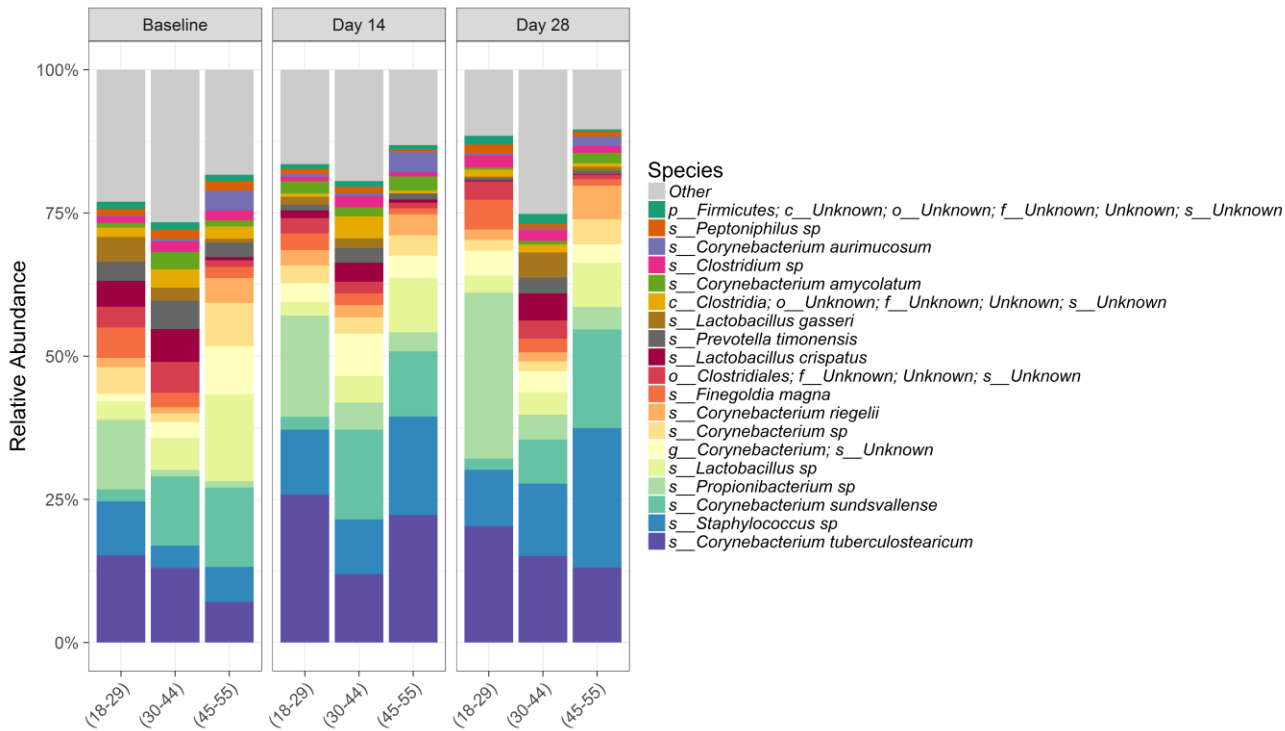 Baseline
Day 14
Day 28
100%
75%
50%
25%
0%
Relative Abundance
(18-29)
(30-44)
(45-55)
(18-29)
(30-44)
(45-55)
(18-29)
(30-44)
(45-55)
Species
Other
p__Firmicutes; c__Unknown; o__Unknown; f__Unknown; Unknown; s__Unknown
s__Peptoniphilus sp
s__Corynebacterium aurimucosum
s__Clostridium sp
s__Corynebacterium amycolatum
c__Clostridia; o__Unknown; f__Unknown; Unknown; s__Unknown
s__Lactobacillus gasseri
s__Prevotella timonensis
s__Lactobacillus crispatus
o__Clostridiales; f__Unknown; Unknown; s__Unknown
s__Finegoldia magna
s__Corynebacterium riegelii
s__Corynebacterium sp
g__Corynebacterium; s__Unknown
s__Lactobacillus sp
s__Propionibacterium sp
s__Corynebacterium sundsvallense
s__Staphylococcus sp
s__Corynebacterium tuberculostearicum